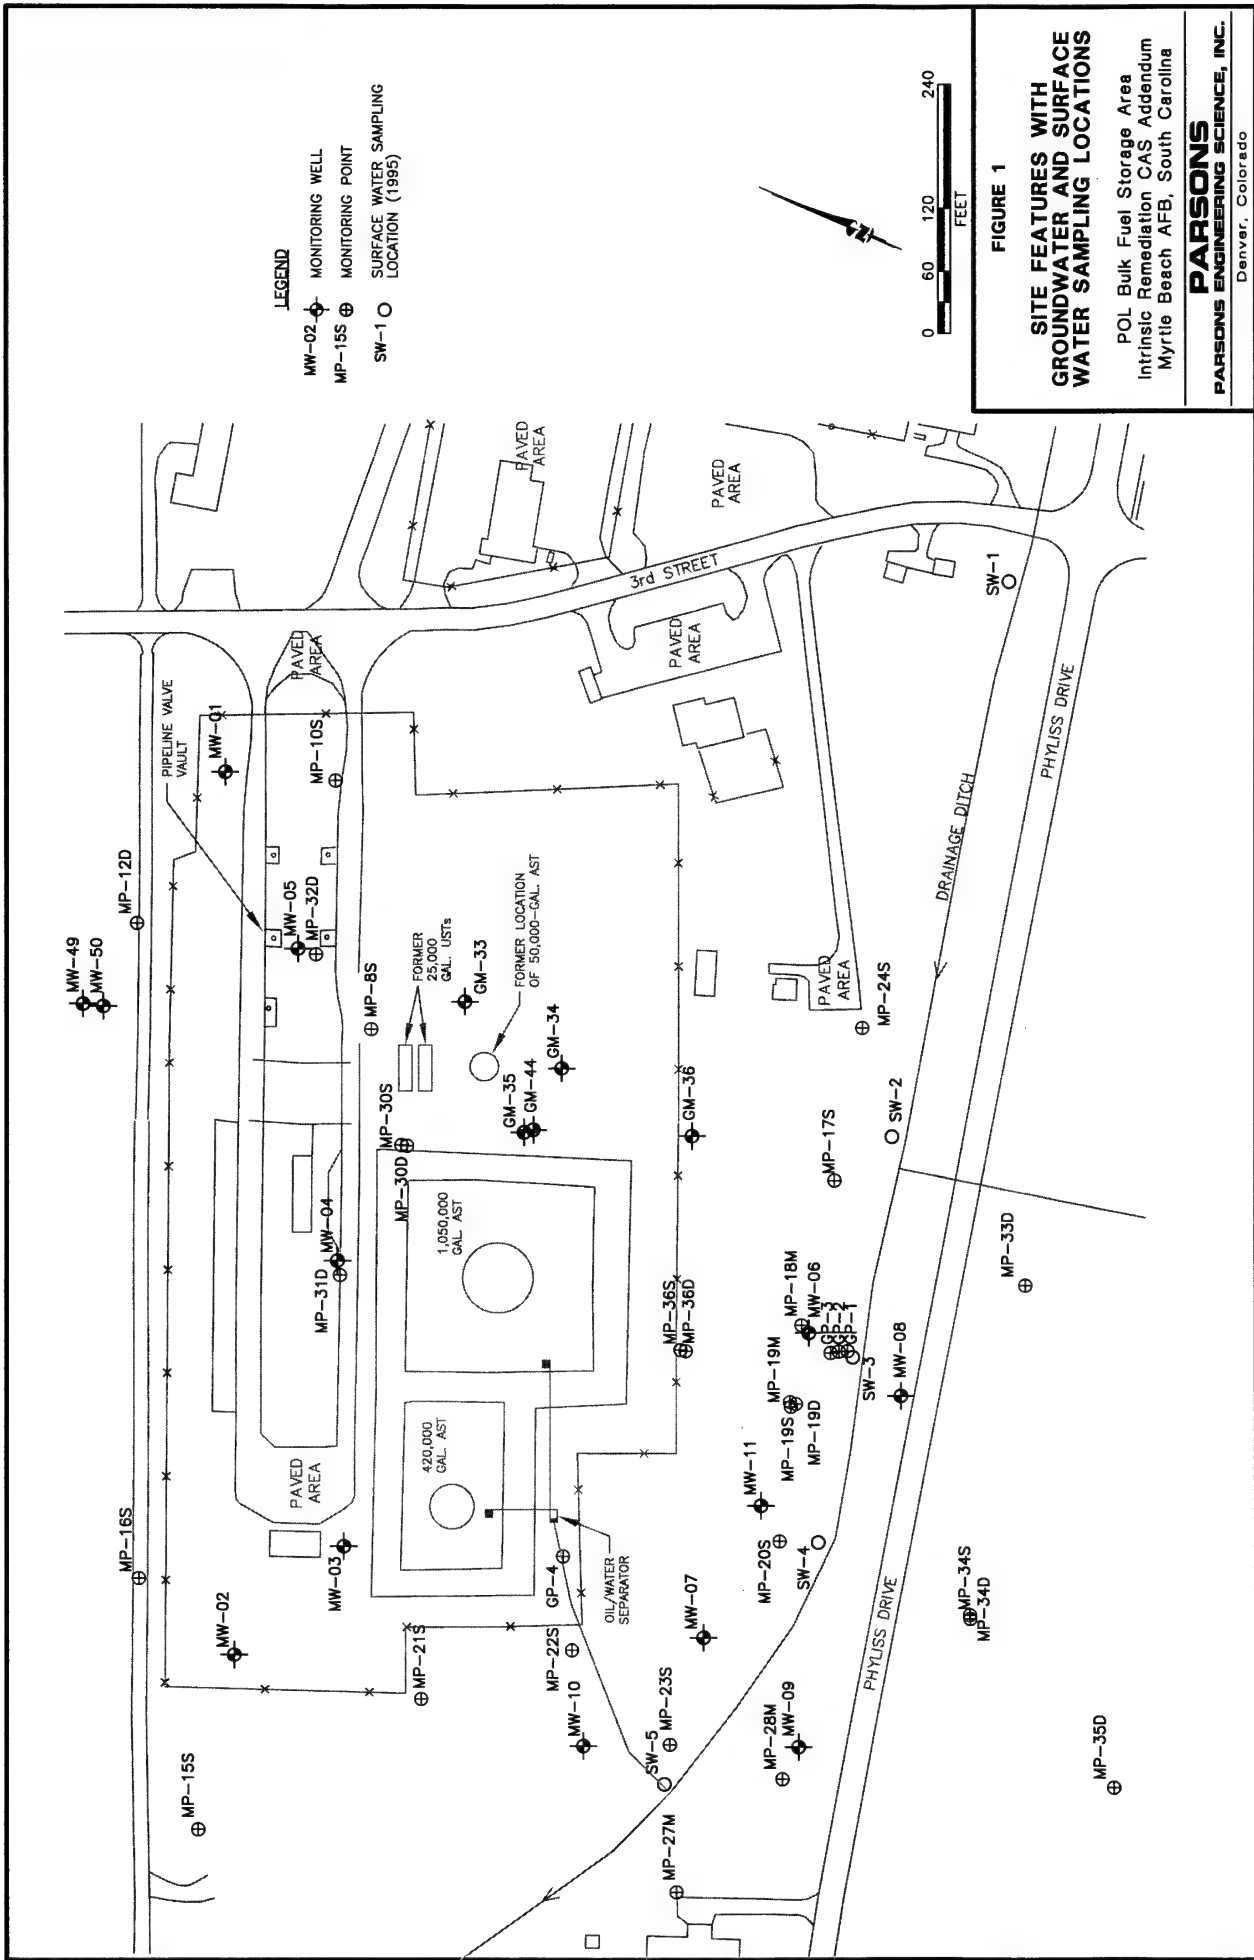 LEGEND
MW-02 MONITORING WELL
MP-15S MONITORING POINT
SW-1 SURFACE WATER SAMPLING
LOCATION (1995)
0 60 120 240
FEET
FIGURE 1
SITE FEATURES WITH
GROUNDWATER AND SURFACE
WATER SAMPLING LOCATIONS
POL Bulk Fuel Storage Area
Intrinsic Remediation CAS Addendum
Myrtle Beach AFB, South Carolina
PARSONS
PARSONS ENGINEERING SCIENCE, INC.
Denver, Colorado
MW-49
MW-50
MP-12D
MP-16S
MP-15S
MW-02
PIPELINE VALVE
VAULT
MW-01
PAVED
AREA
MP-10S
MW-05
MP-32D
MP-8S
MW-04
MP-31D
PAVED
AREA
MW-03
MP-21S
FORMER
25,000
GAL. USTs
GM-33
FORMER LOCATION
OF 50,000-GAL. AST
GM-34
GM-35
GM-44
MP-30S
MP-30D
1,050,000
GAL. AST
420,000
GAL. AST
GM-36
MP-36S
MP-36D
OIL/WATER
SEPARATOR
GP-4
MP-22S
MW-10
MW-07
SW-5
MP-23S
MP-27M
PAVED
AREA
PAVED
AREA
3rd STREET
PAVED
AREA
PAVED
AREA
MP-24S
SW-1
SW-2
MP-17S
DRAINAGE DITCH
PHYLISS DRIVE
MP-18M
MW-06
GP-3
GP-2
GP-1
SW-3
MW-08
MP-33D
MP-19M
MP-19S
MP-19D
MW-11
MP-20S
SW-4
MP-28M
MW-09
PHYLISS DRIVE
MP-34S
MP-34D
MP-35D